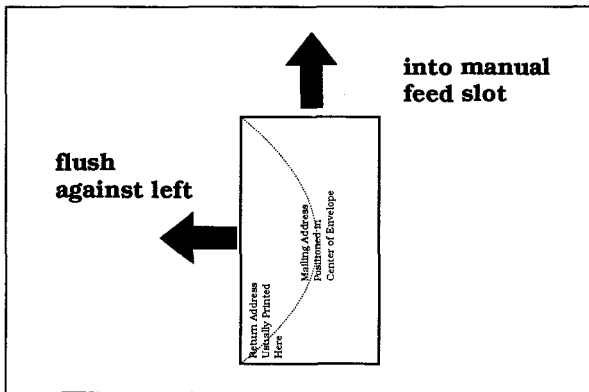 into manual
feed slot
flush
against left
Mailing Address
Positioned in
Center of Envelope
Return Address
Usually Printed
Here